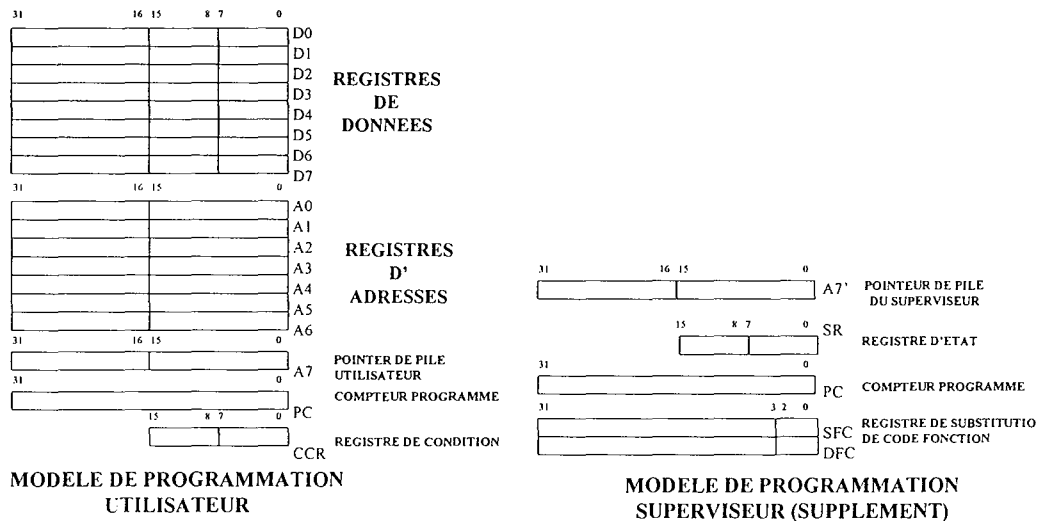 31 16 15 8 7 0
D0
D1
D2
D3
D4
D5
D6
D7
REGISTRES
DE
DONNEES
31 16 15 0
A0
A1
A2
A3
A4
A5
A6
REGISTRES
D'
ADRESSES
31 16 15 0
A7
POINTER DE PILE
UTILISATEUR
31 0
PC
COMPTEUR PROGRAMME
15 8 7 0
CCR
REGISTRE DE CONDITION
MODELE DE PROGRAMMATION
UTILISATEUR
31 16 15 0
A7'
POINTEUR DE PILE
DU SUPERVISEUR
15 8 7 0
SR
REGISTRE D'ETAT
31 0
PC
COMPTEUR PROGRAMME
31 3 2 0
SFC
DFC
REGISTRE DE SUBSTITUTIO
DE CODE FONCTION
MODELE DE PROGRAMMATION
SUPERVISEUR (SUPPLEMENT)